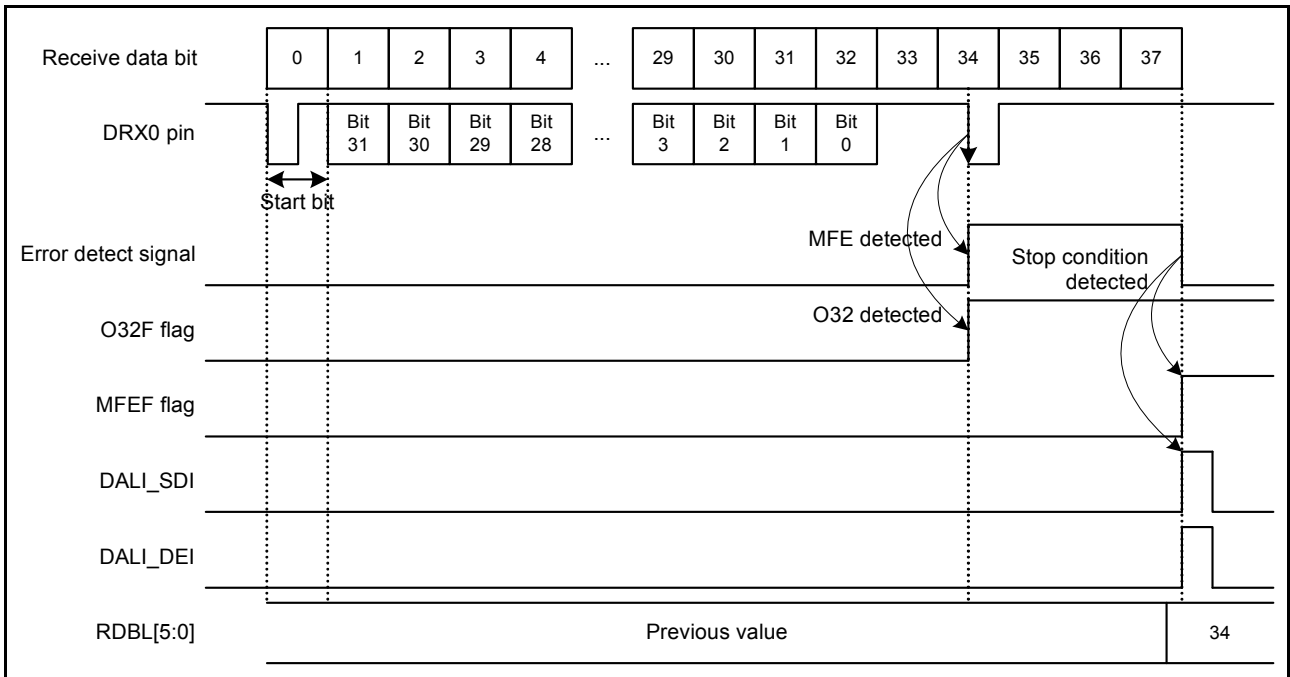 Receive data bit 0 1 2 3 4 ... 29 30 31 32 33 34 35 36 37
DRX0 pin Bit 31 Bit 30 Bit 29 Bit 28 ... Bit 3 Bit 2 Bit 1 Bit 0
Start bit
Error detect signal MFE detected Stop condition detected
O32F flag O32 detected
MFEF flag
DALI_SDI
DALI_DEI
RDBL[5:0] Previous value 34